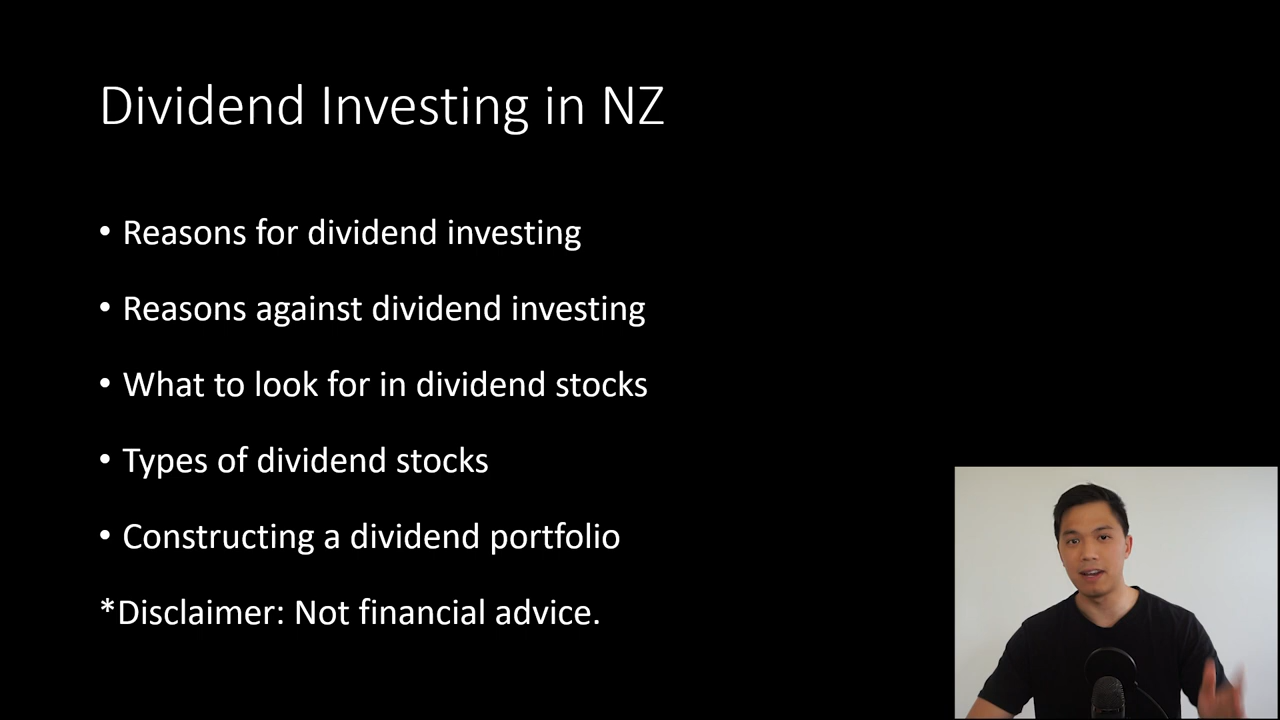 Dividend Investing in NZ
• Reasons for dividend investing
• Reasons against dividend investing
• What to look for in dividend stocks
• Types of dividend stocks
• Constructing a dividend portfolio
*Disclaimer: Not financial advice.